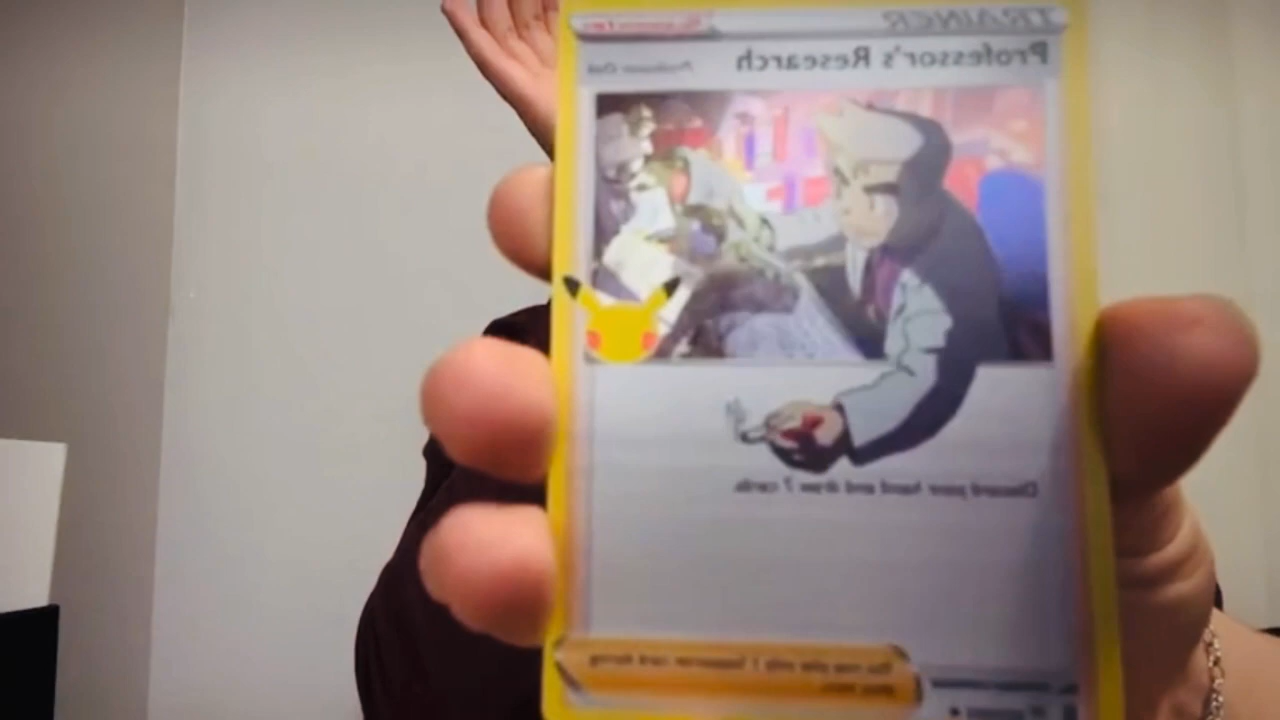 TRAINER Supporter
Professor's Research Professor Oak
Discard your hand and draw 7 cards.
You may play only 1 Supporter card during
your turn.